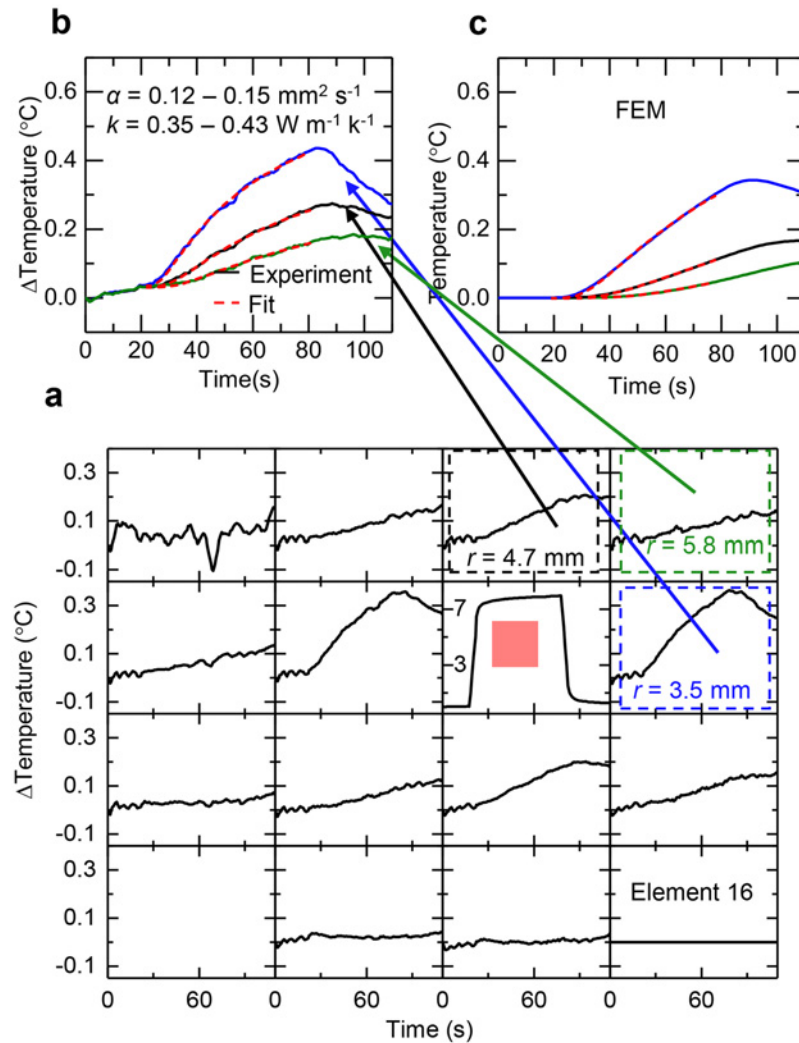 b
c
0.6
0.4
0.2
0.0
ΔTemperature (°C)
α = 0.12 – 0.15 mm² s⁻¹
k = 0.35 – 0.43 W m⁻¹ k⁻¹
Experiment
Fit
0 20 40 60 80 100
Time(s)
0.6
0.4
0.2
0.0
Temperature (°C)
FEM
0 20 40 60 80 100
Time (s)
a
0.3
0.1
-0.1
r = 4.7 mm
r = 5.8 mm
0.3
0.1
-0.1
7
3
r = 3.5 mm
0.3
0.1
-0.1
0.3
0.1
-0.1
Element 16
ΔTemperature (°C)
60 60 60 60
Time (s)